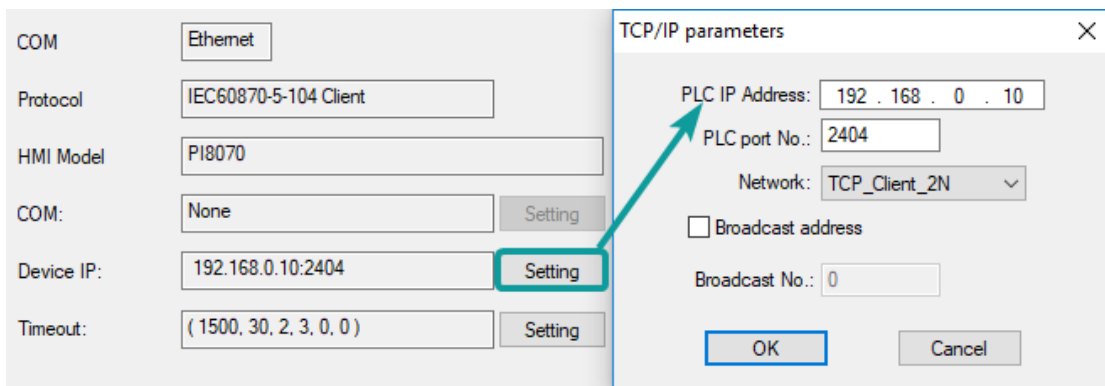 COM
Ethernet
Protocol
IEC60870-5-104 Client
HMI Model
PI8070
COM:
None
Setting
Device IP:
192.168.0.10:2404
Setting
Timeout:
( 1500, 30, 2, 3, 0, 0 )
Setting
TCP/IP parameters
PLC IP Address:
192 . 168 . 0 . 10
PLC port No.:
2404
Network:
TCP_Client_2N
Broadcast address
Broadcast No.:
0
OK
Cancel